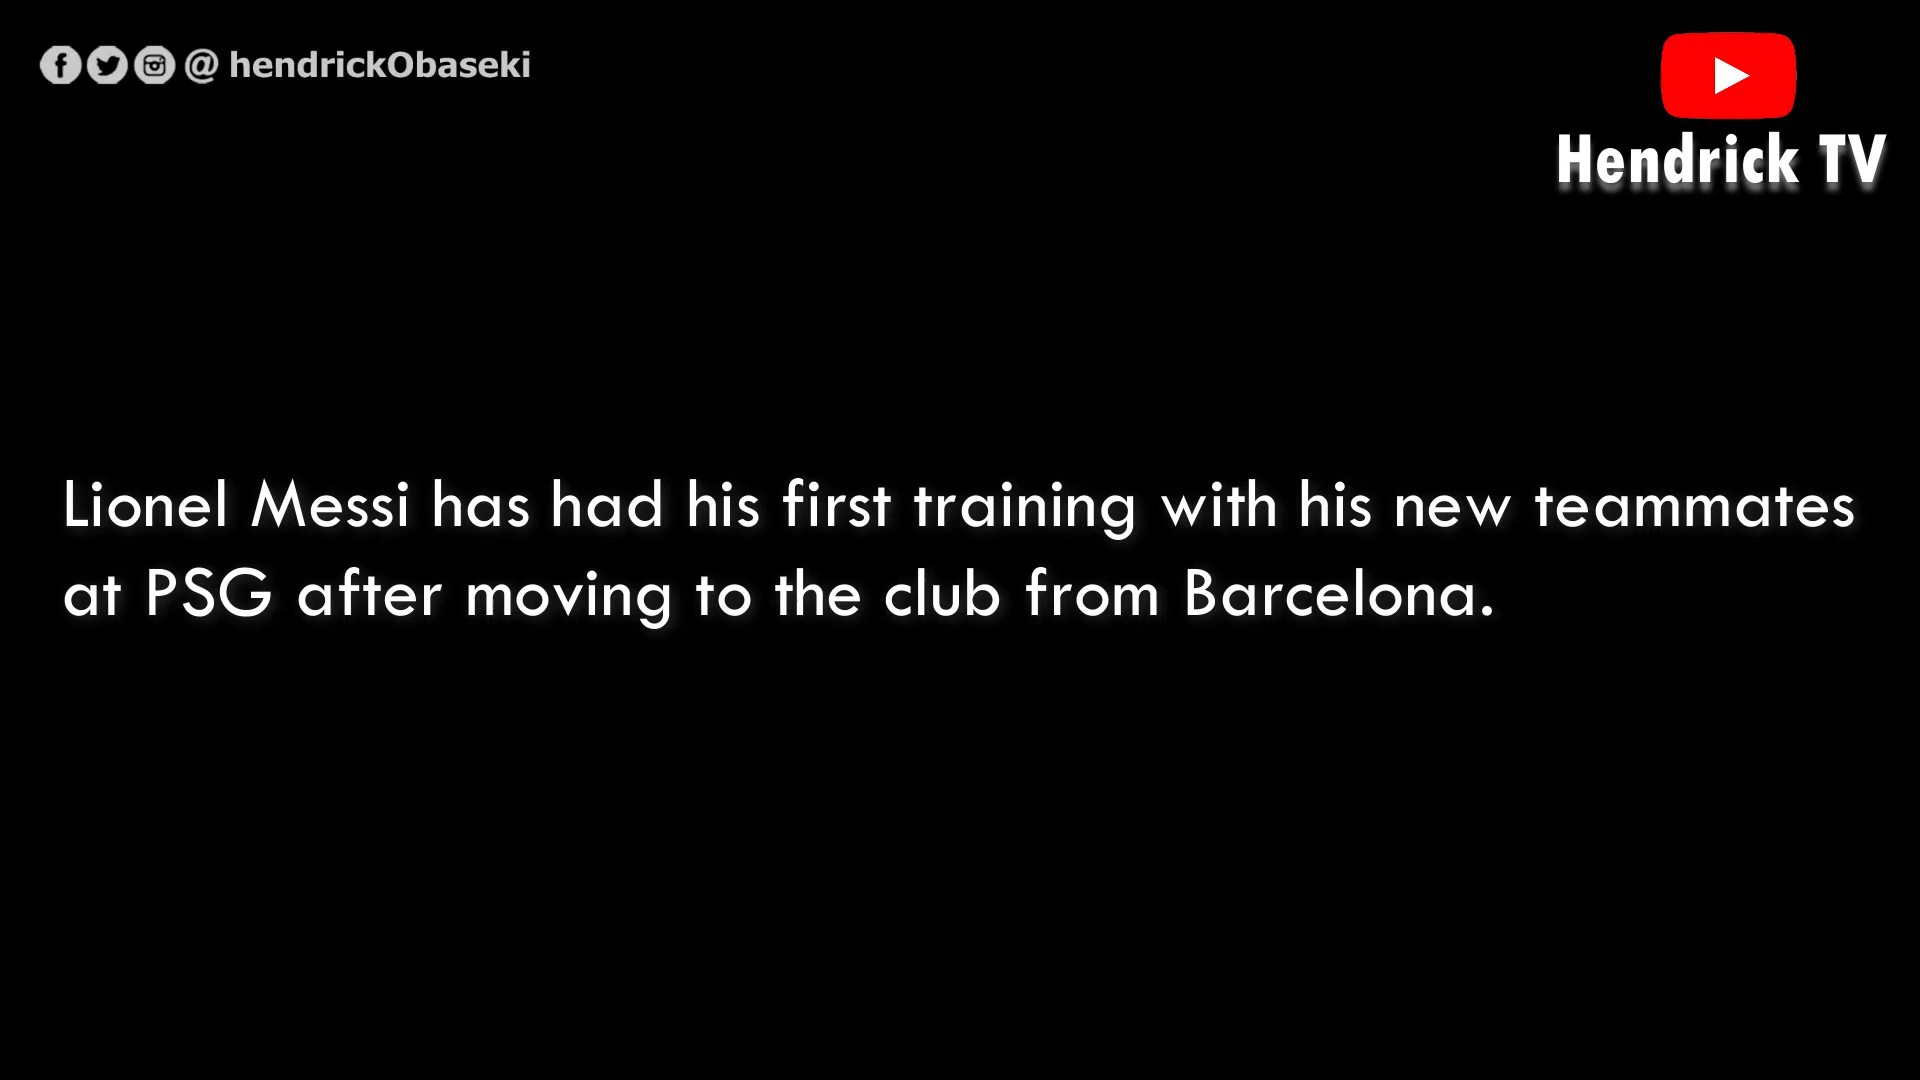 @ hendrickObaseki
Hendrick TV
Lionel Messi has had his first training with his new teammates
at PSG after moving to the club from Barcelona.